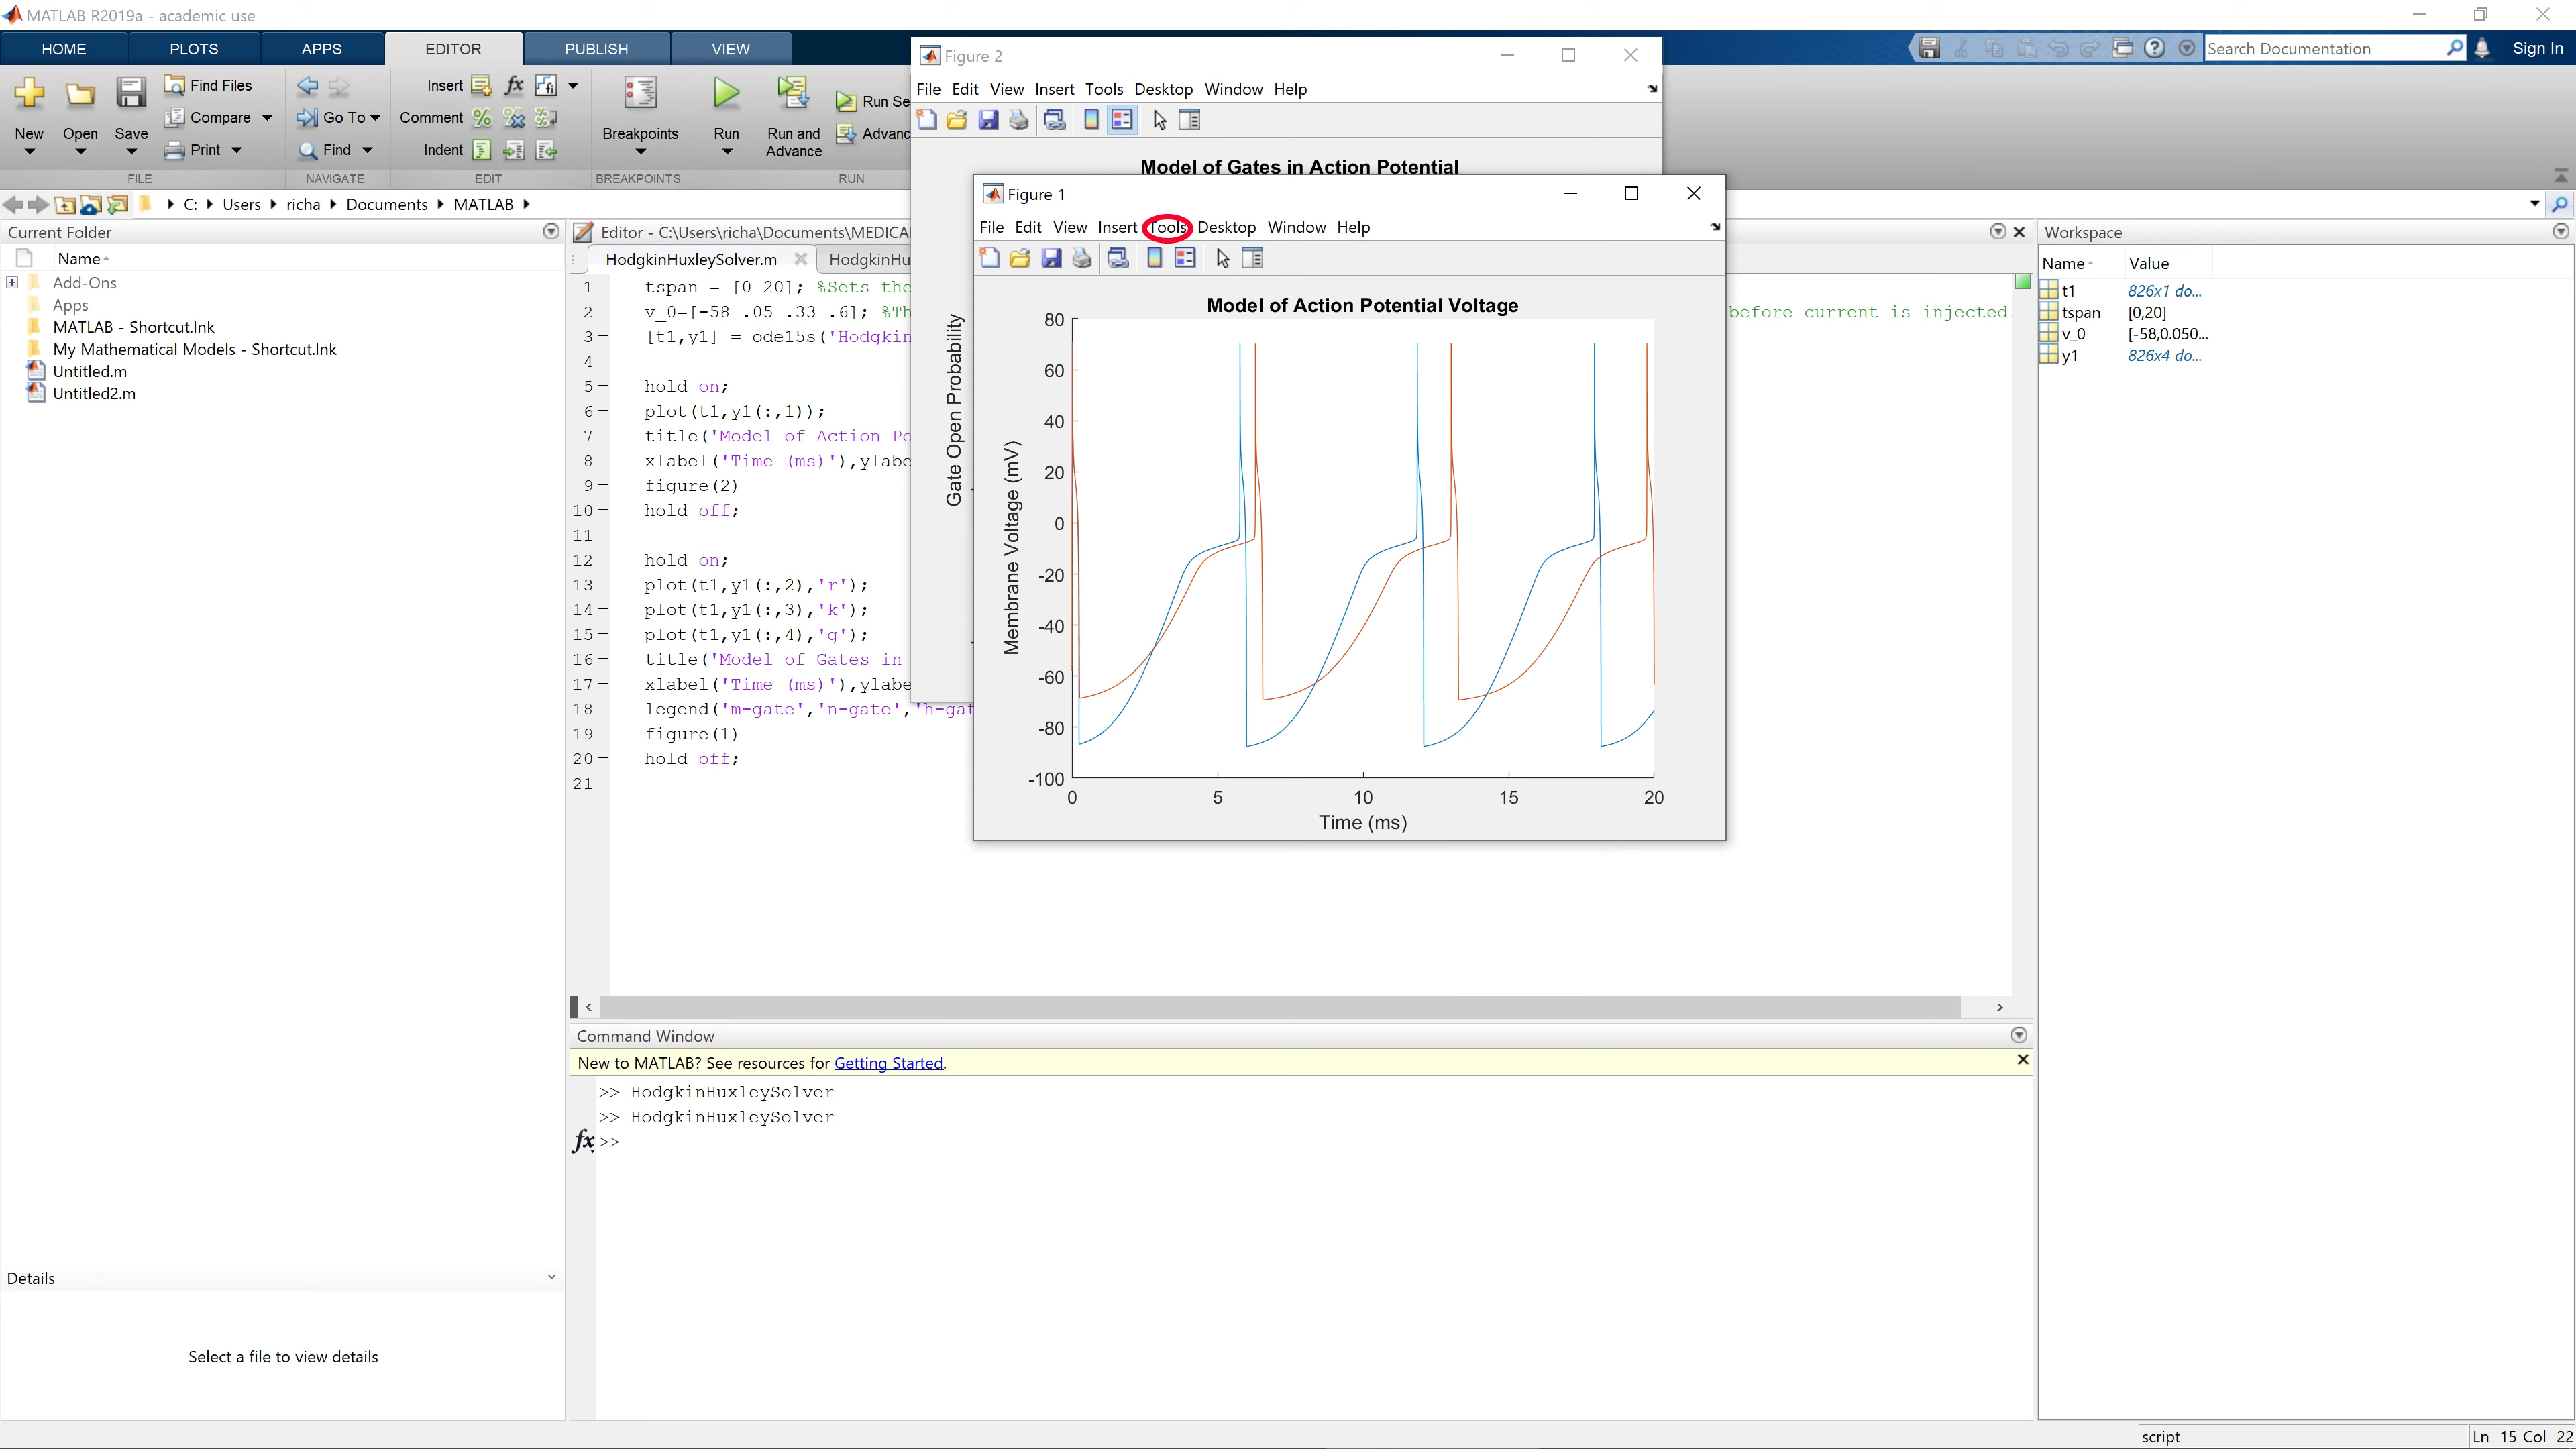 MATLAB R2019a - academic use
HOME PLOTS APPS EDITOR PUBLISH VIEW
Search Documentation
Sign In
New
Open
Save
Find Files
Compare
Print
FILE
Go To
Find
NAVIGATE
Insert
Comment
Indent
EDIT
Breakpoints
BREAKPOINTS
Run
Run and
Advance
Run Se
Advanc
RUN
C: Users richa Documents MATLAB
Current Folder
Name
Add-Ons
Apps
MATLAB - Shortcut.lnk
My Mathematical Models - Shortcut.lnk
Untitled.m
Untitled2.m
Details
Select a file to view details
Editor - C:\Users\richa\Documents\MEDICA
HodgkinHuxleySolver.m
HodgkinHu
1 - tspan = [0 20]; %Sets the
2 - v_0=[-58 .05 .33 .6]; %Th before current is injected
3 - [t1,y1] = ode15s('Hodgkin
4
5 - hold on;
6 - plot(t1,y1(:,1));
7 - title('Model of Action Po
8 - xlabel('Time (ms)'),ylabe
9 - figure(2)
10 - hold off;
11
12 - hold on;
13 - plot(t1,y1(:,2),'r');
14 - plot(t1,y1(:,3),'k');
15 - plot(t1,y1(:,4),'g');
16 - title('Model of Gates in
17 - xlabel('Time (ms)'),ylabe
18 - legend('m-gate','n-gate','h-gat
19 - figure(1)
20 - hold off;
21
Figure 2
File Edit View Insert Tools Desktop Window Help
Model of Gates in Action Potential
Gate Open Probability
Figure 1
File Edit View Insert Tools Desktop Window Help
Model of Action Potential Voltage
Membrane Voltage (mV)
80
60
40
20
0
-20
-40
-60
-80
-100
0 5 10 15 20
Time (ms)
Command Window
New to MATLAB? See resources for Getting Started.
>> HodgkinHuxleySolver
>> HodgkinHuxleySolver
fx >>
Workspace
Name Value
t1 826x1 do...
tspan [0,20]
v_0 [-58,0.050...
y1 826x4 do...
script
Ln 15 Col 22